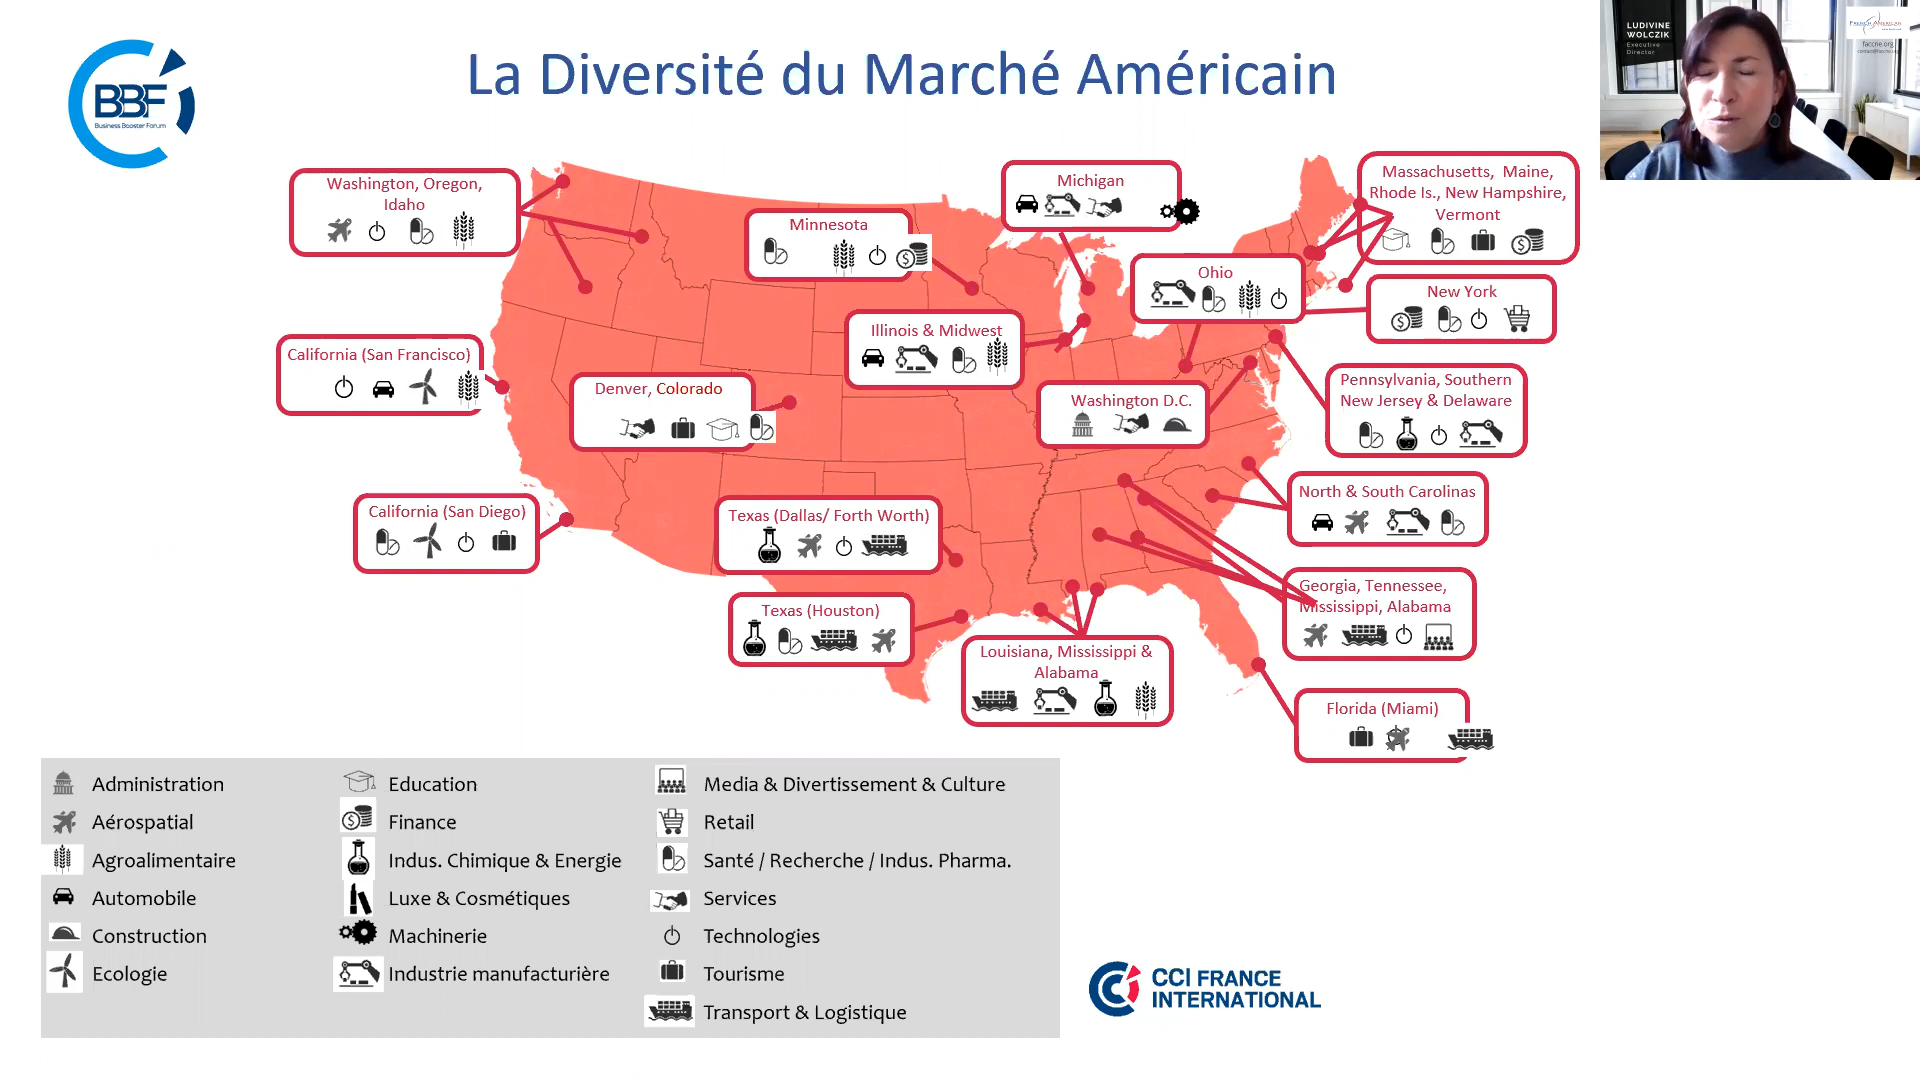 BBF
Business Booster Forum
La Diversité du Marché Américain
LUDIVINE
WOLCZIK
Executive
Director
FRENCH AMERICAN
faccne.org
Washington, Oregon,
Idaho
Minnesota
Michigan
Massachusetts, Maine,
Rhode Is., New Hampshire,
Vermont
Ohio
New York
California (San Francisco)
Illinois & Midwest
Denver, Colorado
Washington D.C.
Pennsylvania, Southern
New Jersey & Delaware
California (San Diego)
Texas (Dallas/ Forth Worth)
North & South Carolinas
Texas (Houston)
Georgia, Tennessee,
Mississippi, Alabama
Louisiana, Mississippi &
Alabama
Florida (Miami)
Administration
Aérospatial
Agroalimentaire
Automobile
Construction
Ecologie
Education
Finance
Indus. Chimique & Energie
Luxe & Cosmétiques
Machinerie
Industrie manufacturière
Media & Divertissement & Culture
Retail
Santé / Recherche / Indus. Pharma.
Services
Technologies
Tourisme
Transport & Logistique
CCI FRANCE
INTERNATIONAL